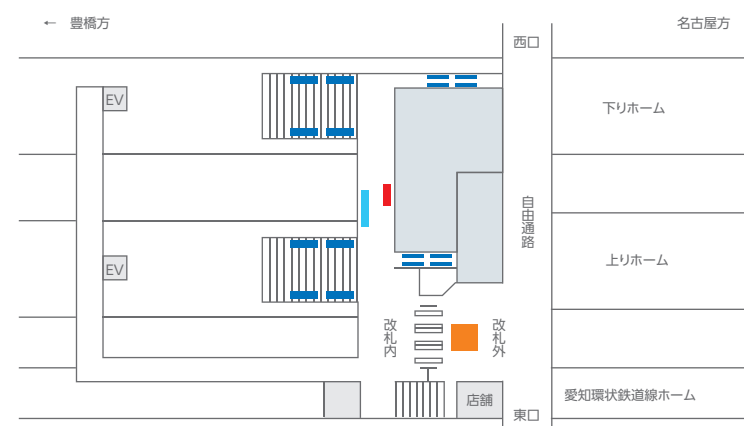 ← 豊橋方
名古屋方
西口
EV
下りホーム
自由通路
EV
上りホーム
改札内
改札外
店舗
愛知環状鉄道線ホーム
東口